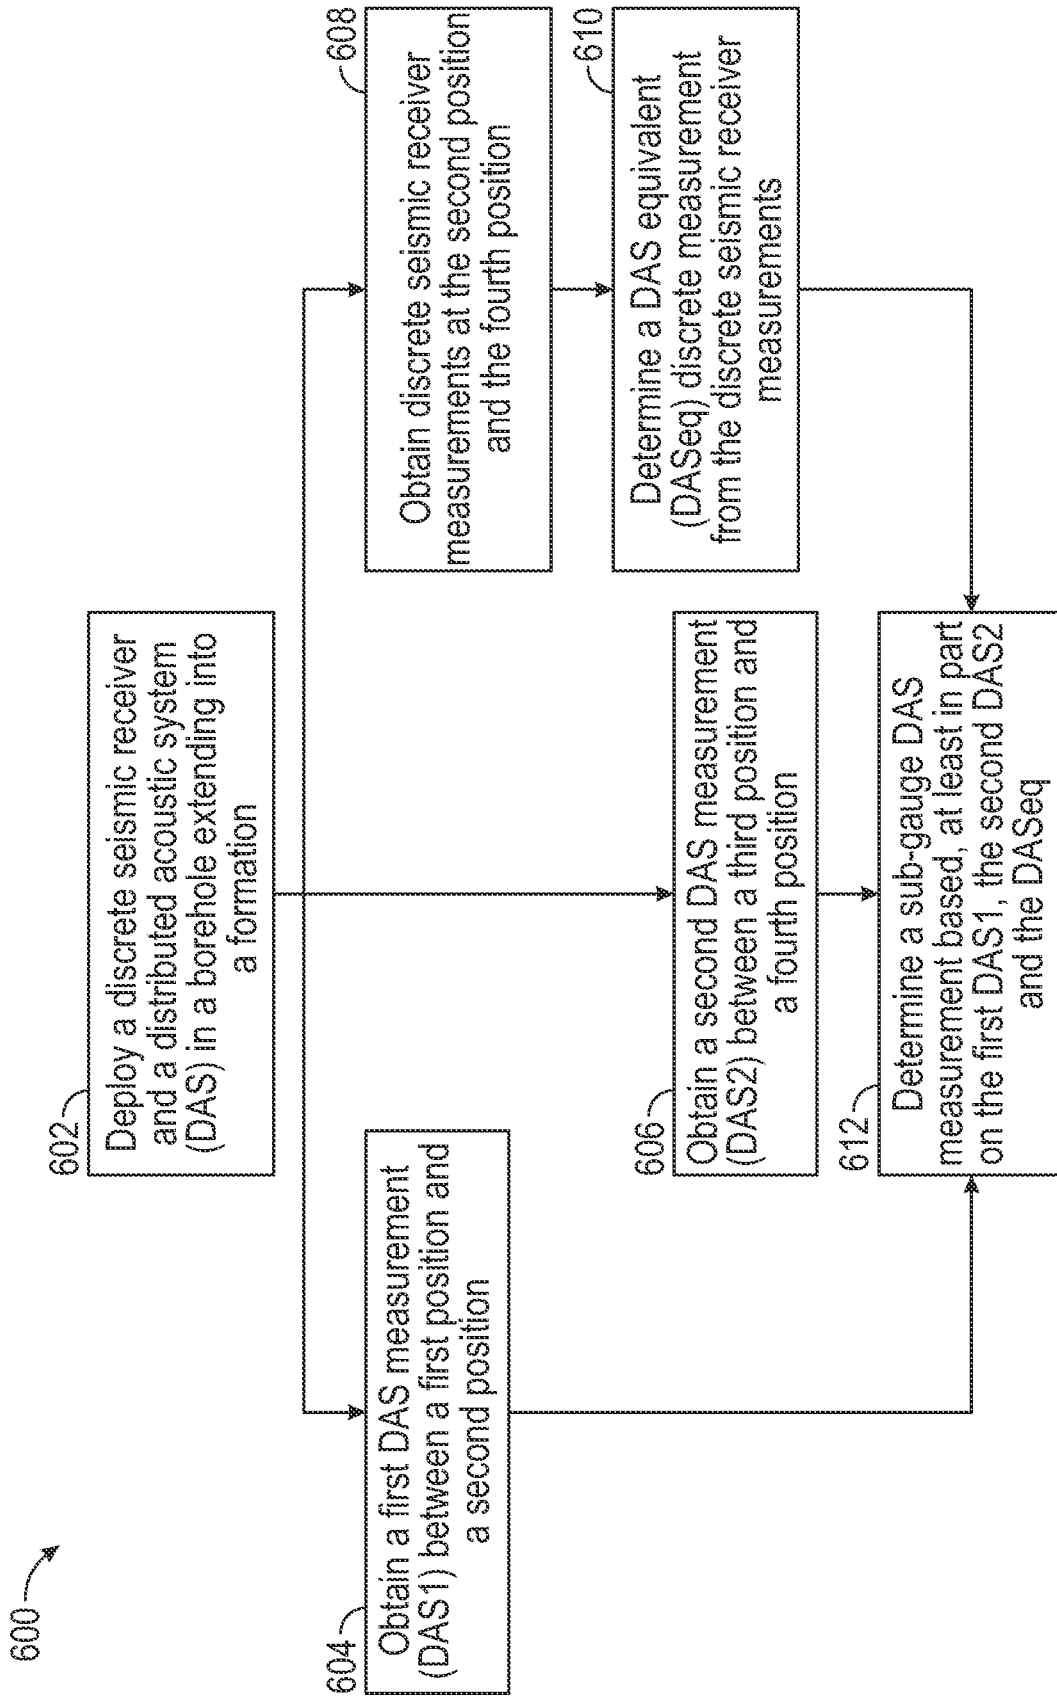 600
602
Deploy a discrete seismic receiver
and a distributed acoustic system
(DAS) in a borehole extending into
a formation
604
Obtain a first DAS measurement
(DAS1) between a first position and
a second position
606
Obtain a second DAS measurement
(DAS2) between a third position and
a fourth position
608
Obtain discrete seismic receiver
measurements at the second position
and the fourth position
610
Determine a DAS equivalent
(DASeq) discrete measurement
from the discrete seismic receiver
measurements
612
Determine a sub-gauge DAS
measurement based, at least in part
on the first DAS1, the second DAS2
and the DASeq